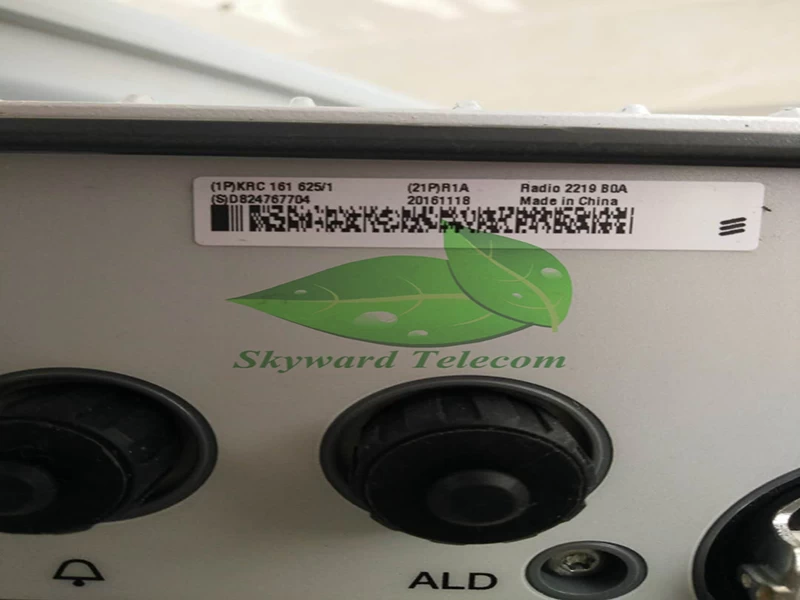 (1P)KRC 161 625/1 (21P)R1A Radio 2219 B0A
(S)D824767704 20161118 Made in China
Skyward Telecom
ALD